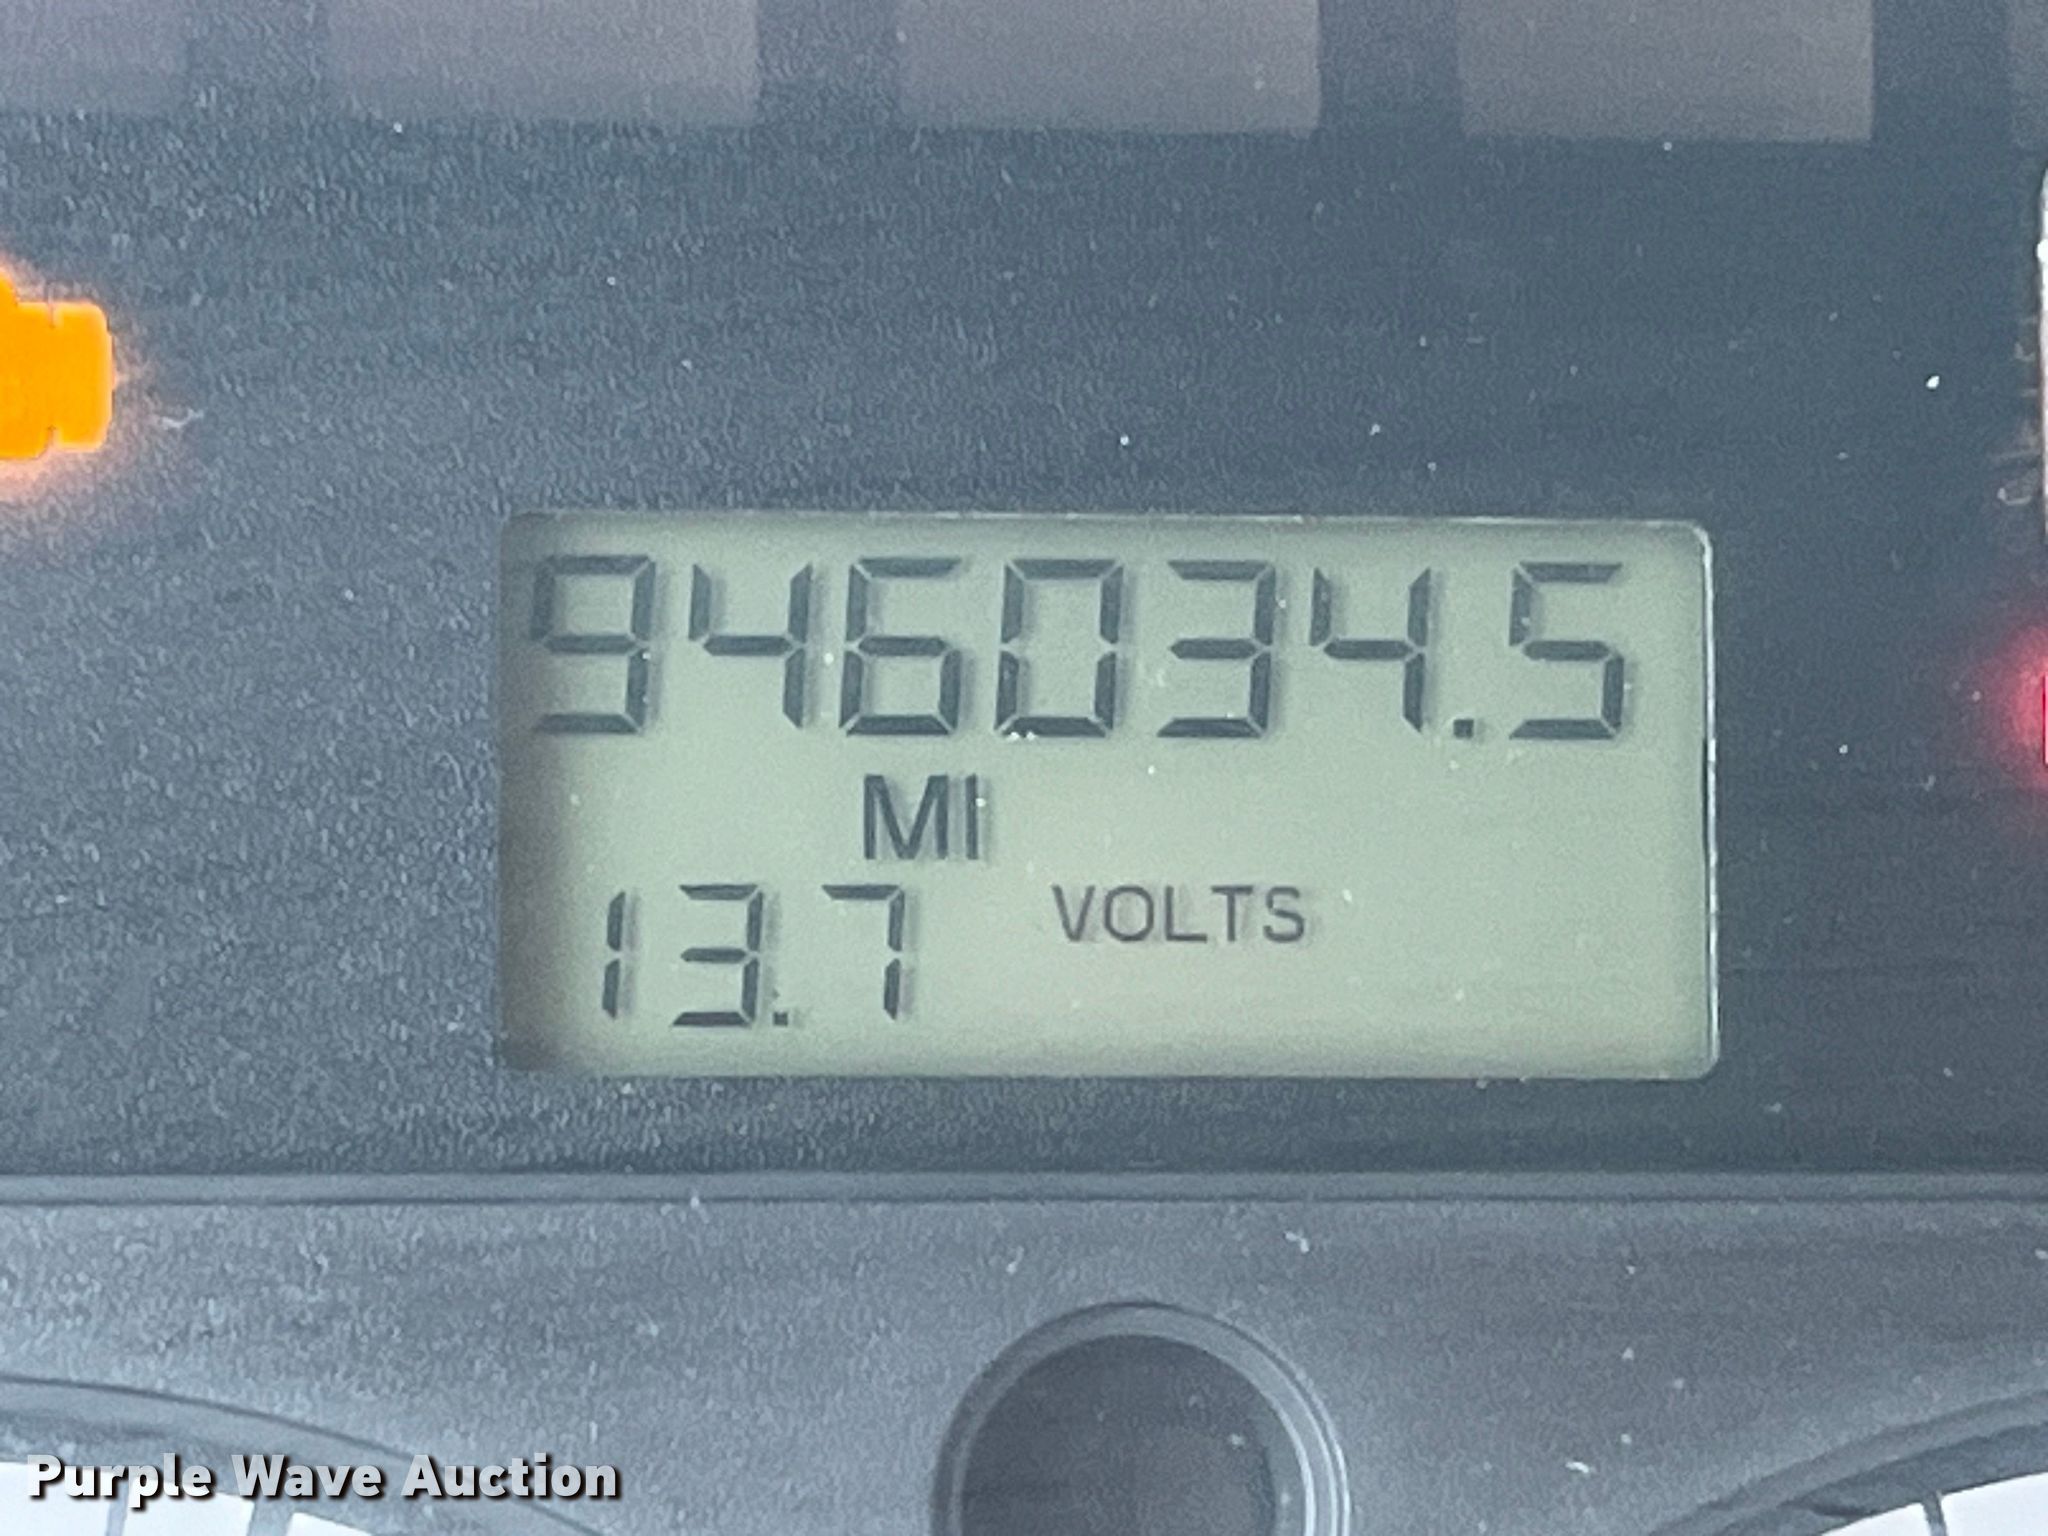 946034.5
MI
13.7 VOLTS
Purple Wave Auction